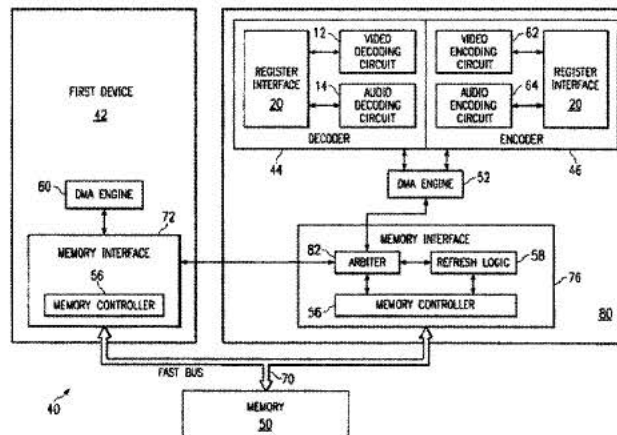 FIRST DEVICE
42
60
DMA ENGINE
72
MEMORY INTERFACE
56
MEMORY CONTROLLER
12
VIDEO DECODING CIRCUIT
REGISTER INTERFACE
20
14
AUDIO DECODING CIRCUIT
DECODER
44
VIDEO ENCODING CIRCUIT
62
AUDIO ENCODING CIRCUIT
64
REGISTER INTERFACE
20
ENCODER
46
DMA ENGINE
52
MEMORY INTERFACE
82
ARBITER
REFRESH LOGIC
58
56
MEMORY CONTROLLER
76
80
FAST BUS
70
40
MEMORY
50